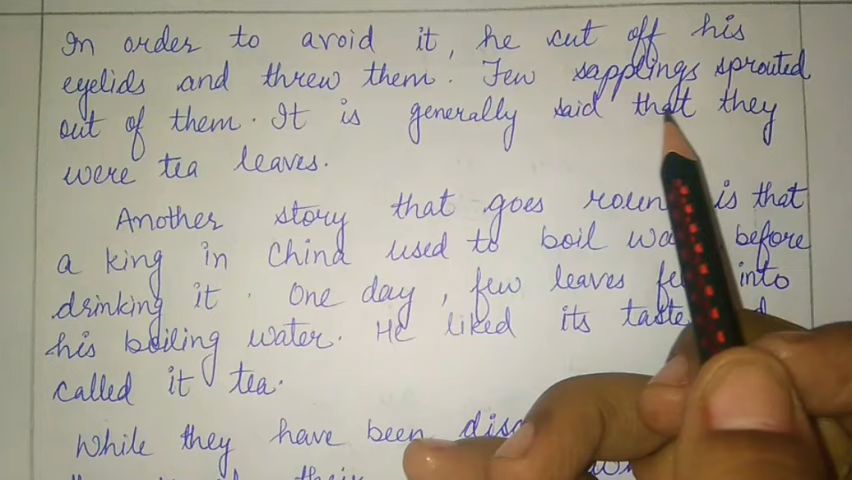 In order to avoid it, he cut off his
eyelids and threw them. Few sapplings sprouted
out of them. It is generally said that they
were tea leaves.
Another story that goes is that
a king in China used to boil before
drinking it. One day, few leaves into
his boiling water. He liked its taste
called it tea.
While they have been